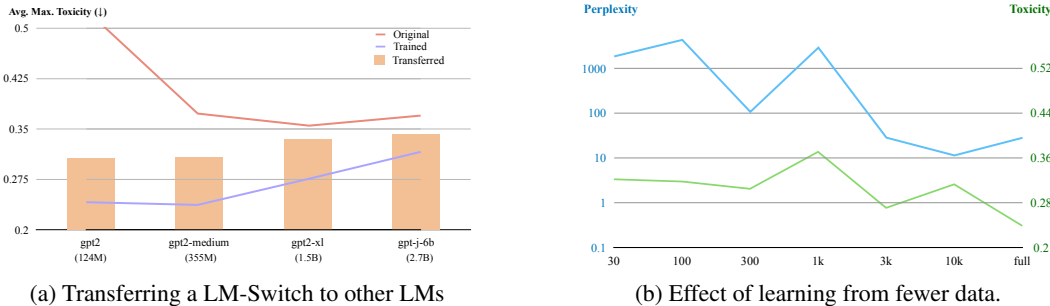 Avg. Max. Toxicity (↓)
0.5
0.425
0.35
0.275
0.2
Original
Trained
Transferred
gpt2 gpt2-medium gpt2-xl gpt-j-6b
(124M) (355M) (1.5B) (2.7B)
(a) Transferring a LM-Switch to other LMs
Perplexity Toxicity
1000 0.52
100 0.44
10 0.36
1 0.28
0.1 0.2
30 100 300 1k 3k 10k full
(b) Effect of learning from fewer data.